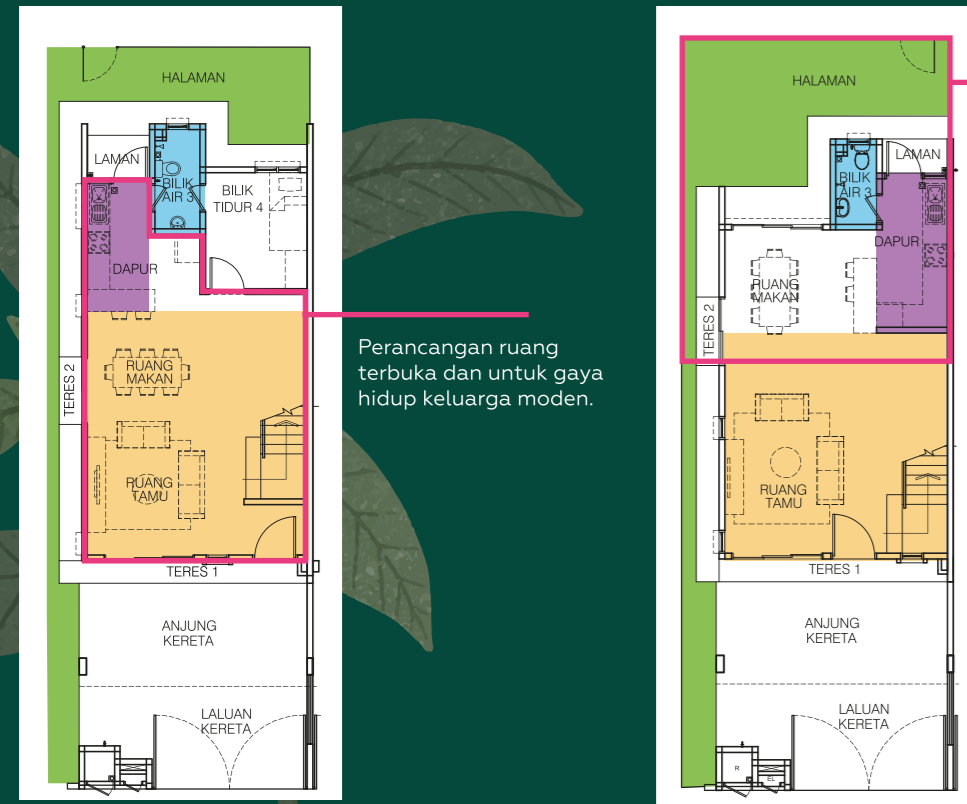 HALAMAN
LAMAN
BILIK
AIR 3
BILIK
TIDUR 4
DAPUR
TERES 2
RUANG
MAKAN
RUANG
TAMU
TERES 1
ANJUNG
KERETA
LALUAN
KERETA
Perancangan ruang
terbuka dan untuk gaya
hidup keluarga moden.
HALAMAN
LAMAN
BILIK
AIR 3
DAPUR
RUANG
MAKAN
TERES 2
RUANG
TAMU
TERES 1
ANJUNG
KERETA
LALUAN
KERETA
R
EL